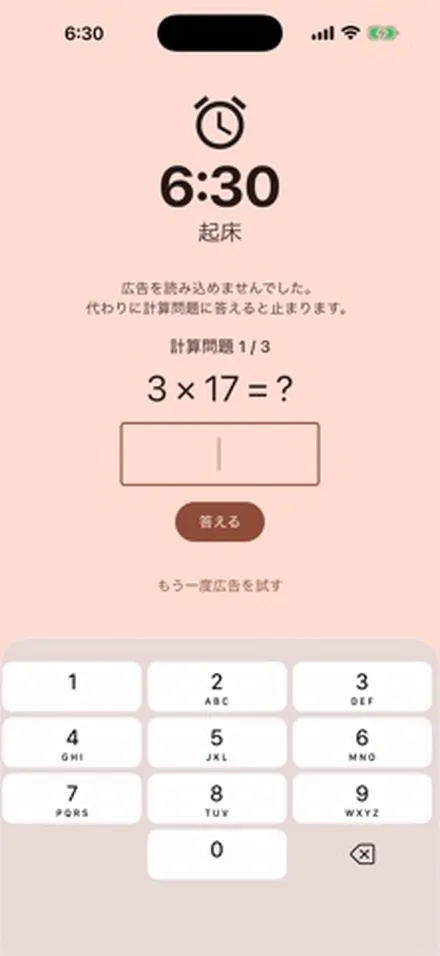 6:30
6:30
起床
広告を読み込めませんでした。
代わりに計算問題に答えると止まります。
計算問題 1 / 3
3 × 17 = ?
答える
もう一度広告を試す
1
2
ABC
3
DEF
4
GHI
5
JKL
6
MNO
7
PQRS
8
TUV
9
WXYZ
0